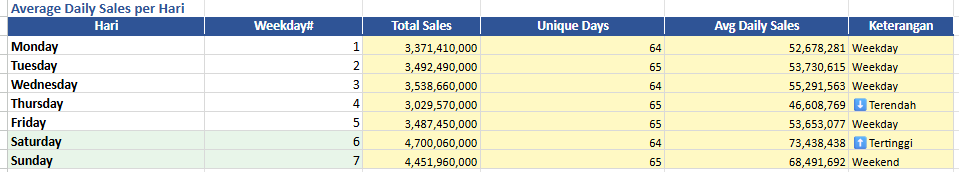 Average Daily Sales per Hari
Hari Weekday# Total Sales Unique Days Avg Daily Sales Keterangan
Monday 1 3,371,410,000 64 52,678,281 Weekday
Tuesday 2 3,492,490,000 65 53,730,615 Weekday
Wednesday 3 3,538,660,000 64 55,291,563 Weekday
Thursday 4 3,029,570,000 65 46,608,769 ⬇️ Terendah
Friday 5 3,487,450,000 65 53,653,077 Weekday
Saturday 6 4,700,060,000 64 73,438,438 ⬆️ Tertinggi
Sunday 7 4,451,960,000 65 68,491,692 Weekend